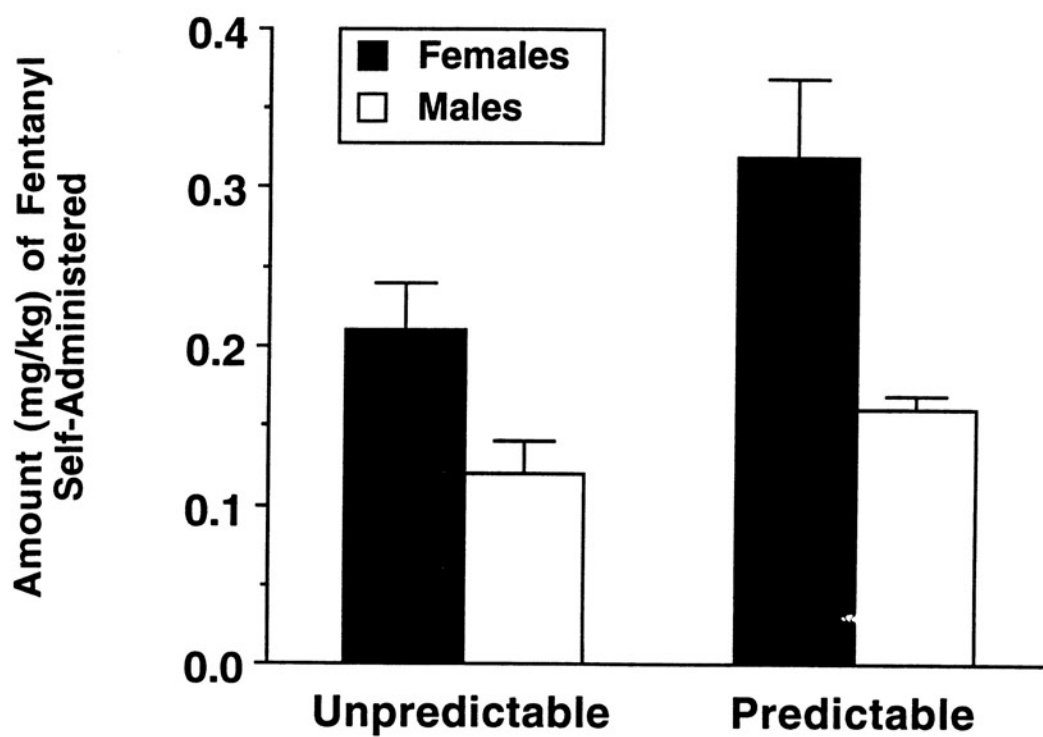 Amount (mg/kg) of Fentanyl
Self-Administered
0.4
0.3
0.2
0.1
0.0
Females
Males
Unpredictable
Predictable